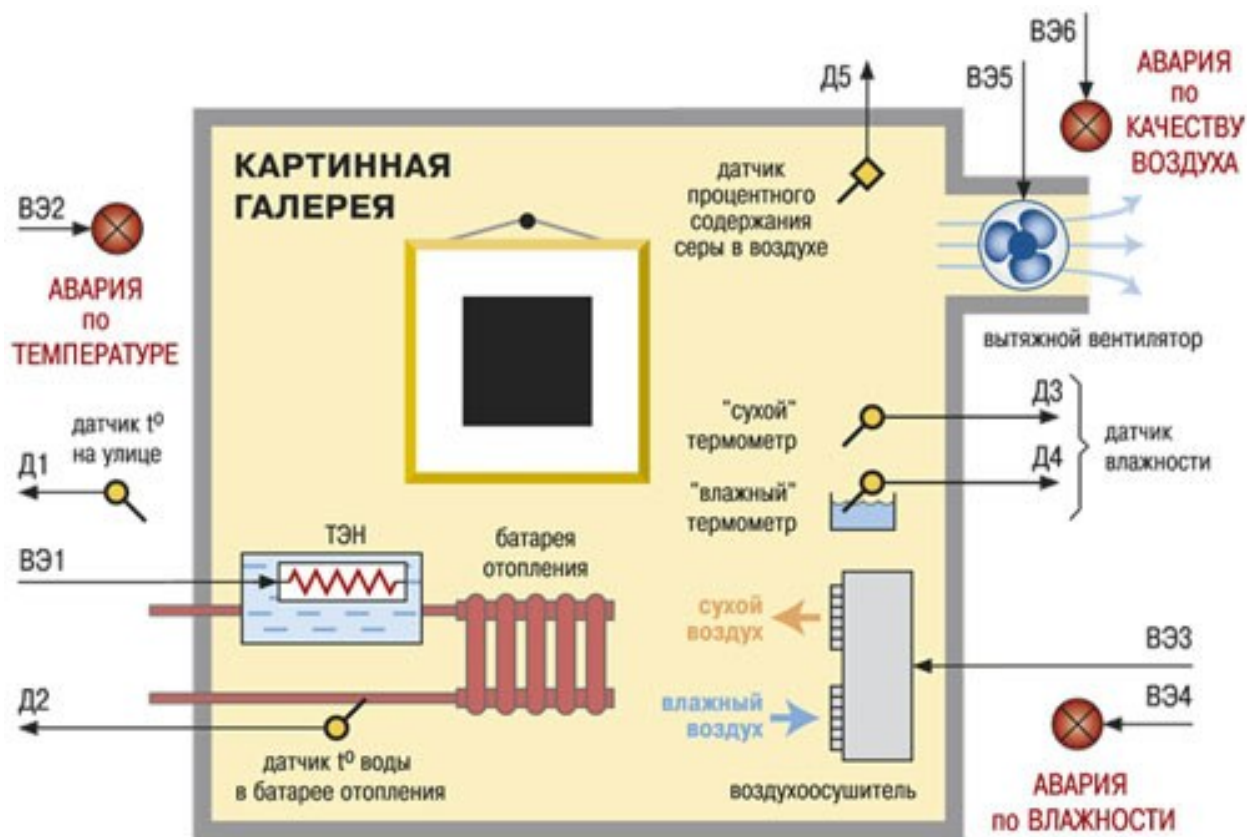 ВЭ6
ВЭ5
Д5
АВАРИЯ
по
КАЧЕСТВУ
ВОЗДУХА
КАРТИННАЯ
ГАЛЕРЕЯ
датчик
процентного
содержания
серы в воздухе
ВЭ2
АВАРИЯ
по
ТЕМПЕРАТУРЕ
вытяжной вентилятор
датчик t⁰
на улице
Д1
"сухой"
термометр
Д3
датчик
влажности
"влажный"
термометр
Д4
ТЭН
батарея
отопления
ВЭ1
сухой
воздух
ВЭ3
Д2
влажный
воздух
ВЭ4
датчик t⁰ воды
в батарее отопления
воздухоосушитель
АВАРИЯ
по ВЛАЖНОСТИ